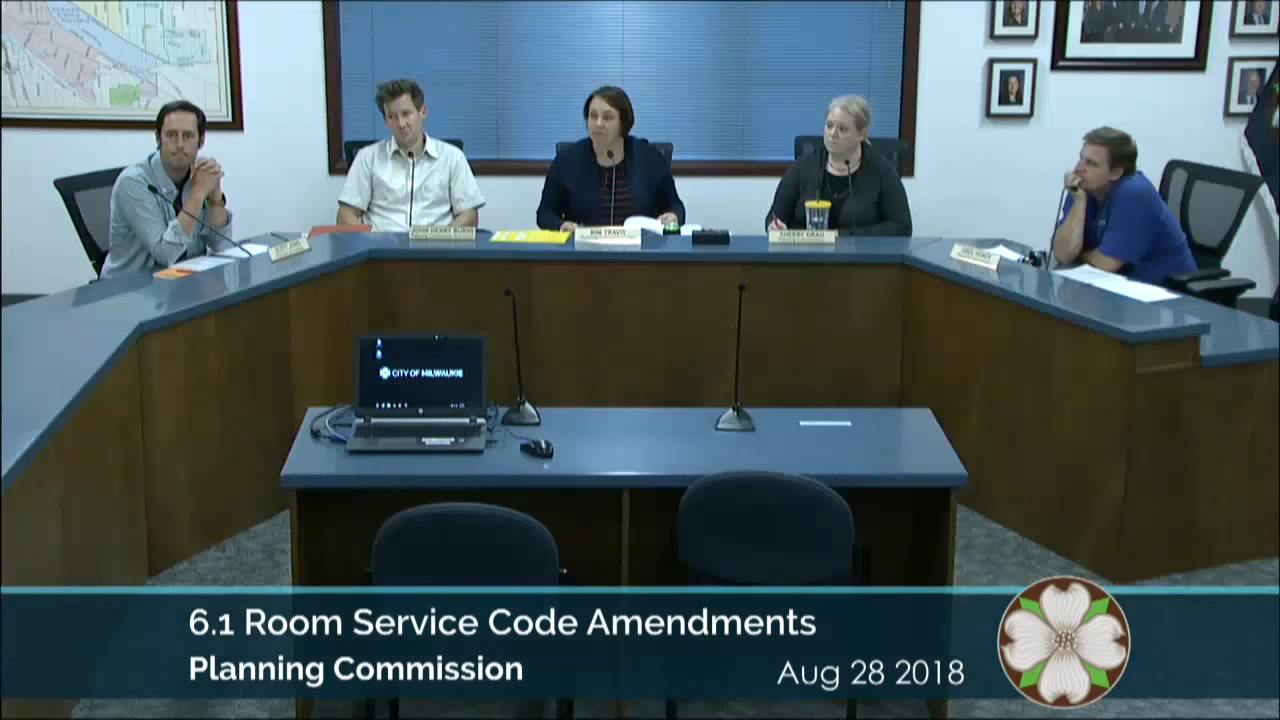 JOHN HENRY BURNS
KIM TRAVIS
SHERRY GRAU
CITY OF MILWAUKIE
6.1 Room Service Code Amendments
Planning Commission
Aug 28 2018